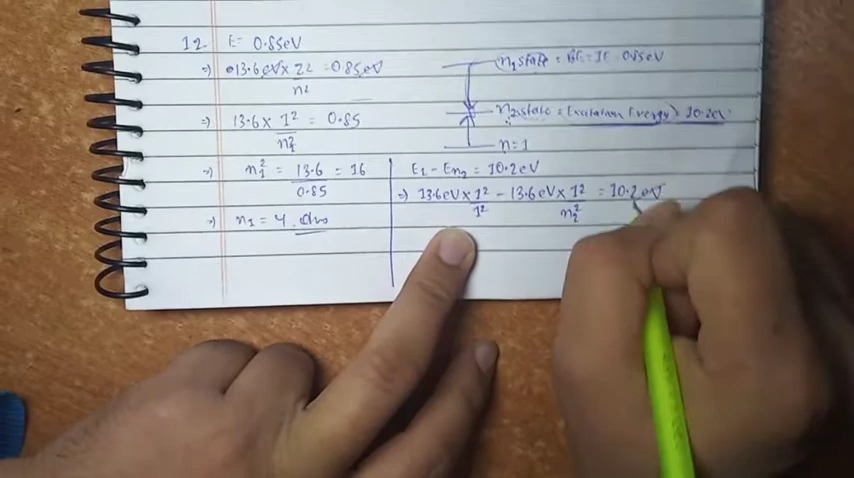 12 E= 0.85eV
⇒ 13.6eV × Z² = 0.85eV
n²
⇒ 13.6 × 1² = 0.85
n₁²
⇒ n₁² = 13.6 = 16
0.85
⇒ n₁ = 4
n₁ state = BE = IE = 0.85eV
n₂ state = Excitation Energy = 10.2eV
n=1
E₁ - En₂ = 10.2eV
⇒ 13.6eV × 1² - 13.6eV × 1² = 10.2eV
1² n₂²